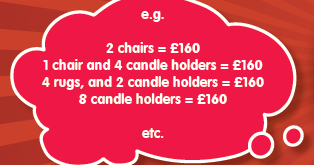 e.g.
2 chairs = £160
1 chair and 4 candle holders = £160
4 rugs, and 2 candle holders = £160
8 candle holders = £160
etc.